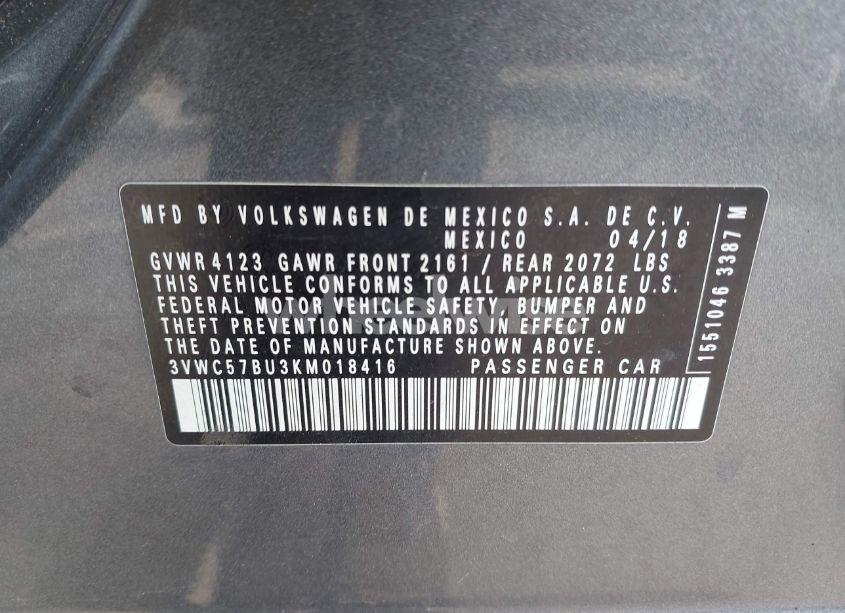 MFD BY VOLKSWAGEN DE MEXICO S.A. DE C.V.
MEXICO 04/18
GVWR 4123 GAWR FRONT 2161 / REAR 2072 LBS
THIS VEHICLE CONFORMS TO ALL APPLICABLE U.S.
FEDERAL MOTOR VEHICLE SAFETY, BUMPER AND
THEFT PREVENTION STANDARDS IN EFFECT ON
THE DATE OF MANUFACTURE SHOWN ABOVE.
3VWC57BU3KM018416 PASSENGER CAR
1551046 3387 M